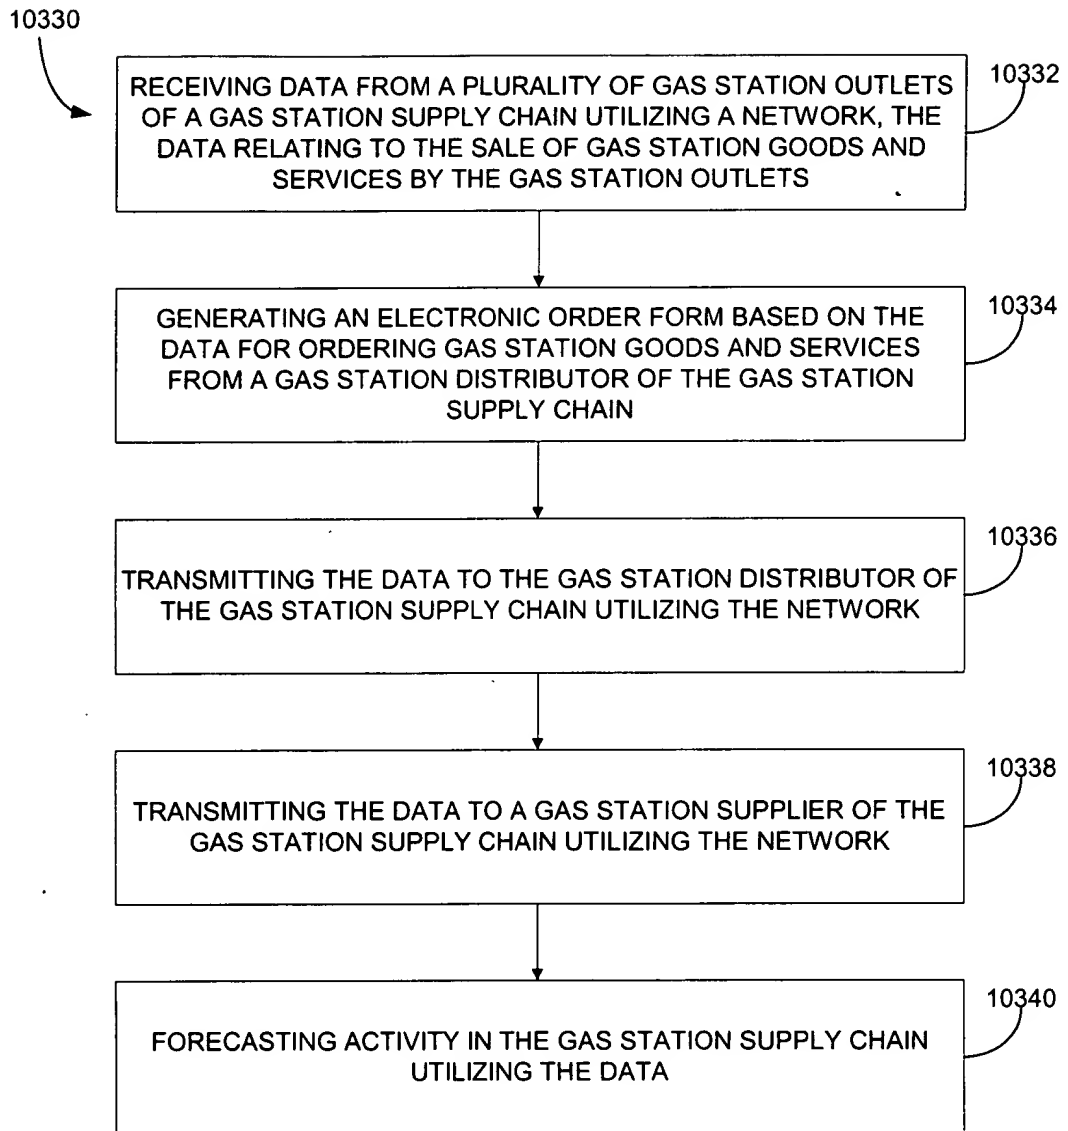 10330
RECEIVING DATA FROM A PLURALITY OF GAS STATION OUTLETS
OF A GAS STATION SUPPLY CHAIN UTILIZING A NETWORK, THE
DATA RELATING TO THE SALE OF GAS STATION GOODS AND
SERVICES BY THE GAS STATION OUTLETS
10332
GENERATING AN ELECTRONIC ORDER FORM BASED ON THE
DATA FOR ORDERING GAS STATION GOODS AND SERVICES
FROM A GAS STATION DISTRIBUTOR OF THE GAS STATION
SUPPLY CHAIN
10334
TRANSMITTING THE DATA TO THE GAS STATION DISTRIBUTOR OF
THE GAS STATION SUPPLY CHAIN UTILIZING THE NETWORK
10336
TRANSMITTING THE DATA TO A GAS STATION SUPPLIER OF THE
GAS STATION SUPPLY CHAIN UTILIZING THE NETWORK
10338
FORECASTING ACTIVITY IN THE GAS STATION SUPPLY CHAIN
UTILIZING THE DATA
10340